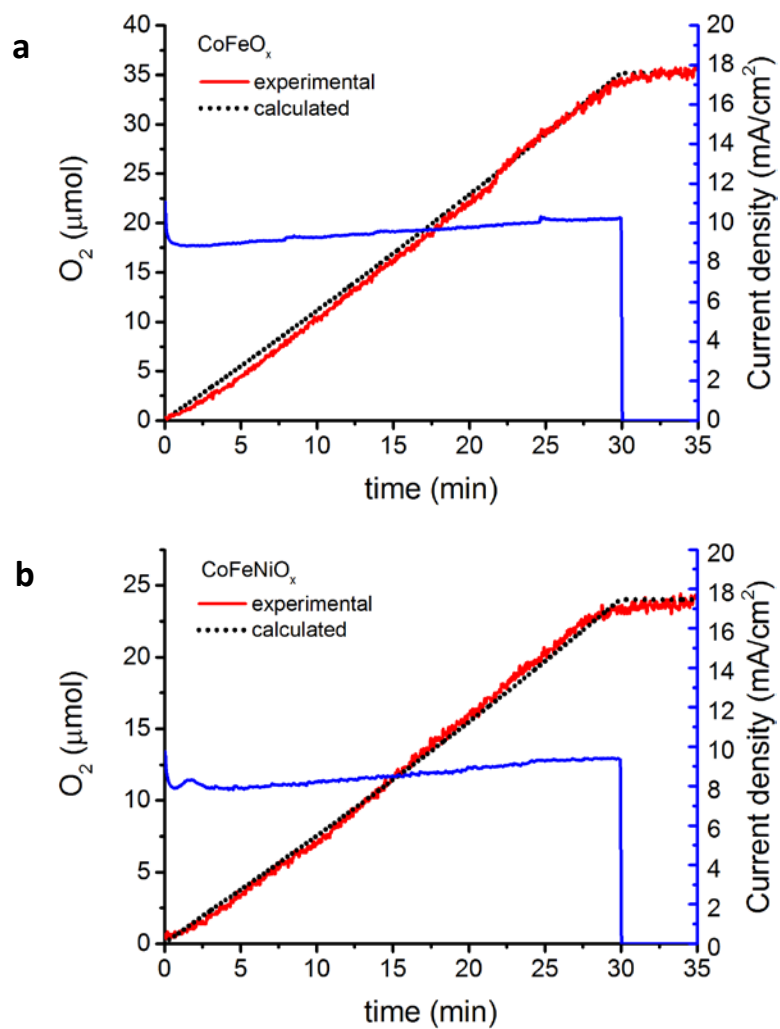 a
CoFeOₓ
experimental
calculated
O₂ (μmol)
40
35
30
25
20
15
10
5
0
20
18
16
14
12
10
8
6
4
2
0
Current density (mA/cm²)
0 5 10 15 20 25 30 35
time (min)
b
CoFeNiOₓ
experimental
calculated
O₂ (μmol)
25
20
15
10
5
0
20
18
16
14
12
10
8
6
4
2
0
Current density (mA/cm²)
0 5 10 15 20 25 30 35
time (min)